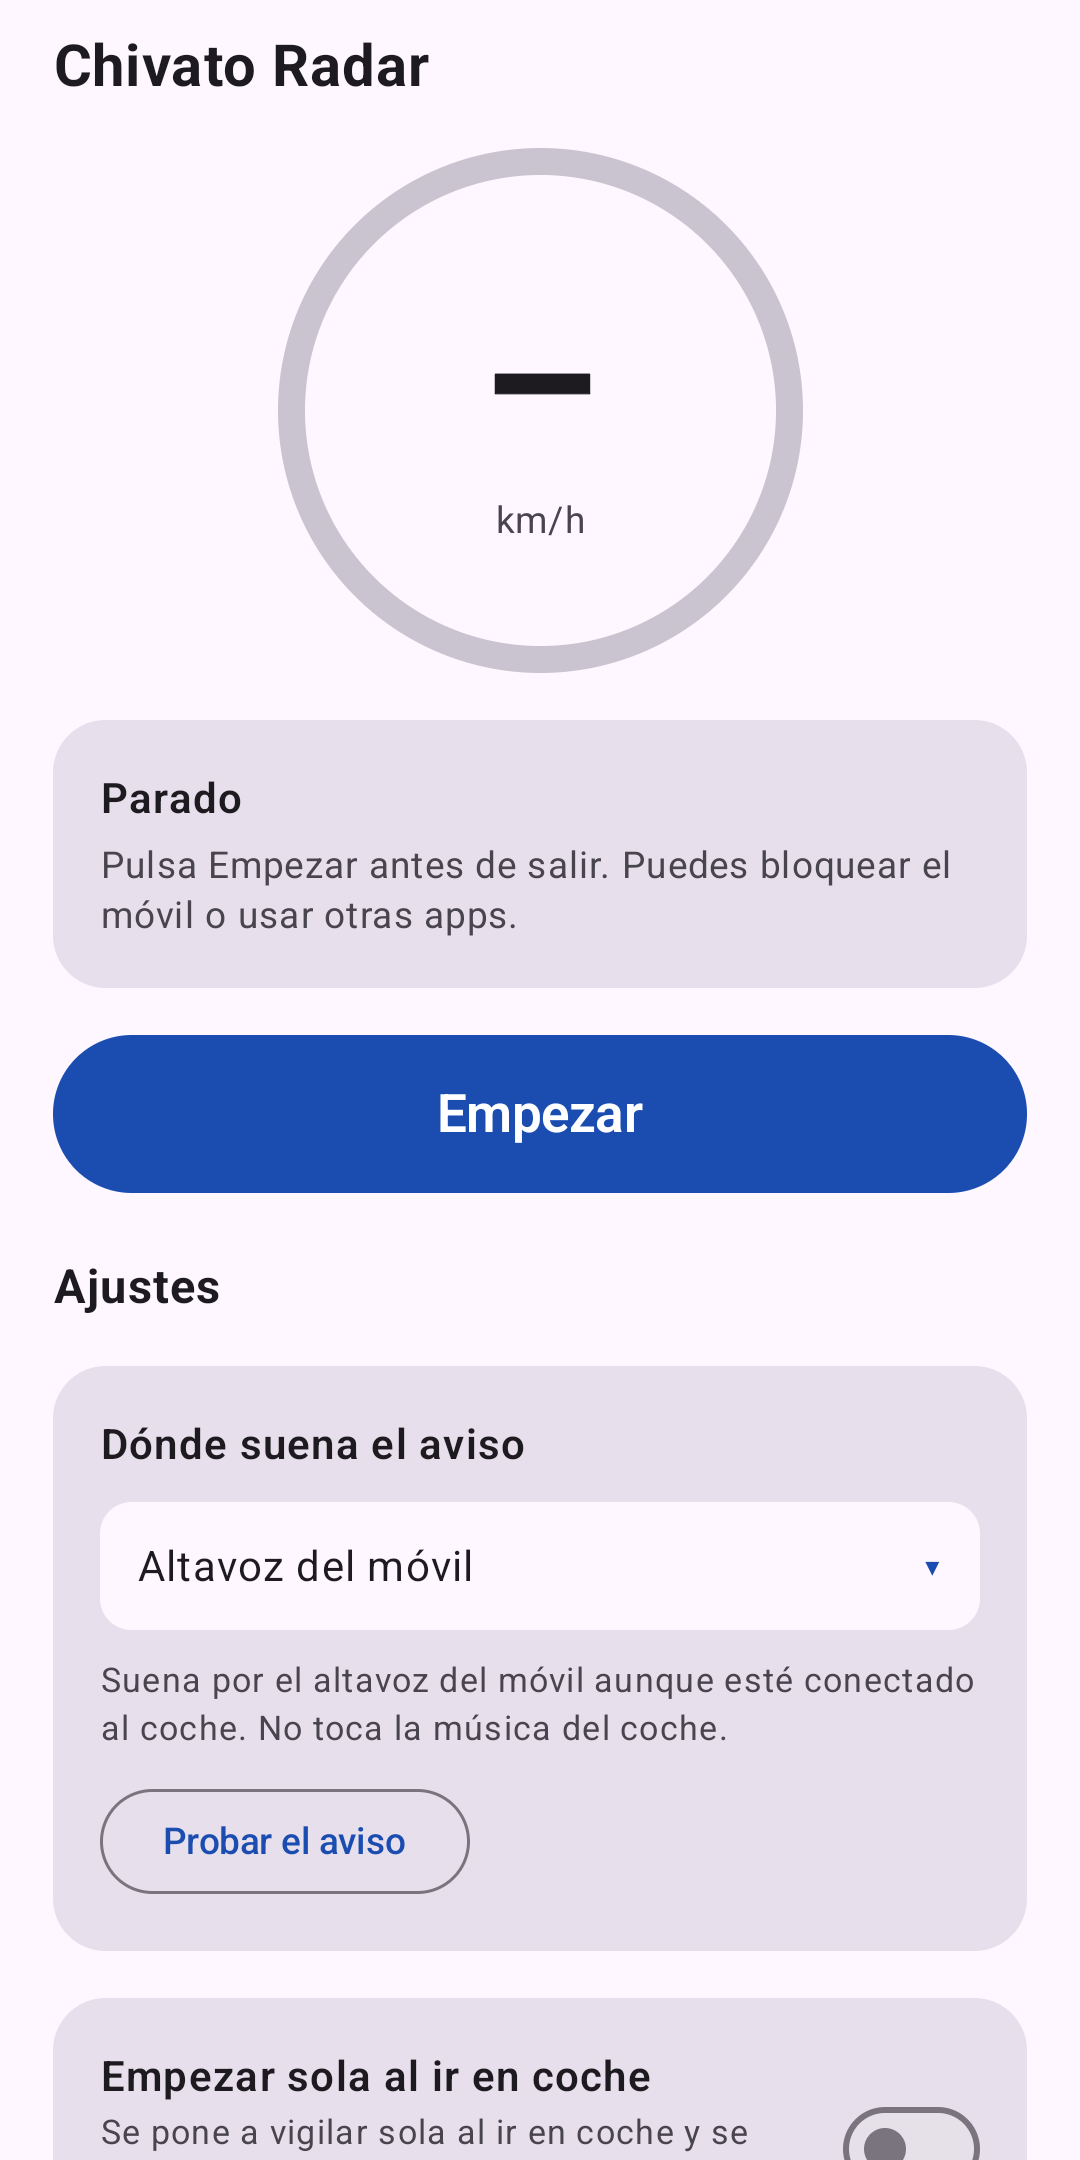 Chivato Radar
–
km/h
Parado
Pulsa Empezar antes de salir. Puedes bloquear el
móvil o usar otras apps.
Empezar
Ajustes
Dónde suena el aviso
Altavoz del móvil ▾
Suena por el altavoz del móvil aunque esté conectado
al coche. No toca la música del coche.
Probar el aviso
Empezar sola al ir en coche
Se pone a vigilar sola al ir en coche y se